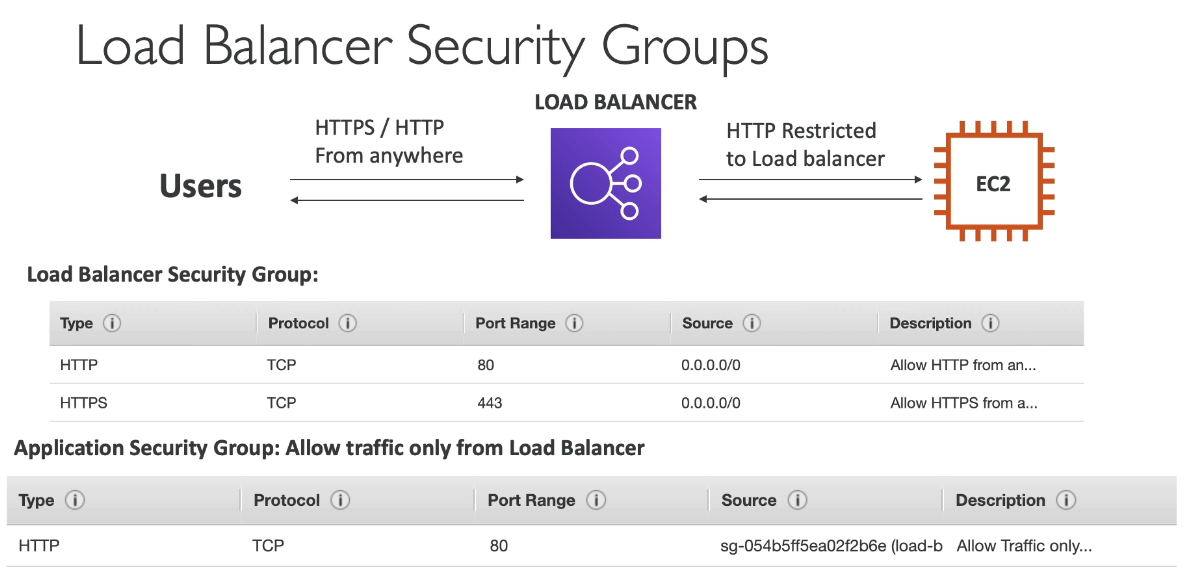 Load Balancer Security Groups
LOAD BALANCER
HTTPS / HTTP
From anywhere
HTTP Restricted
to Load balancer
Users
EC2
Load Balancer Security Group:
Type Protocol Port Range Source Description
HTTP TCP 80 0.0.0.0/0 Allow HTTP from an...
HTTPS TCP 443 0.0.0.0/0 Allow HTTPS from a...
Application Security Group: Allow traffic only from Load Balancer
Type Protocol Port Range Source Description
HTTP TCP 80 sg-054b5ff5ea02f2b6e (load-b Allow Traffic only...